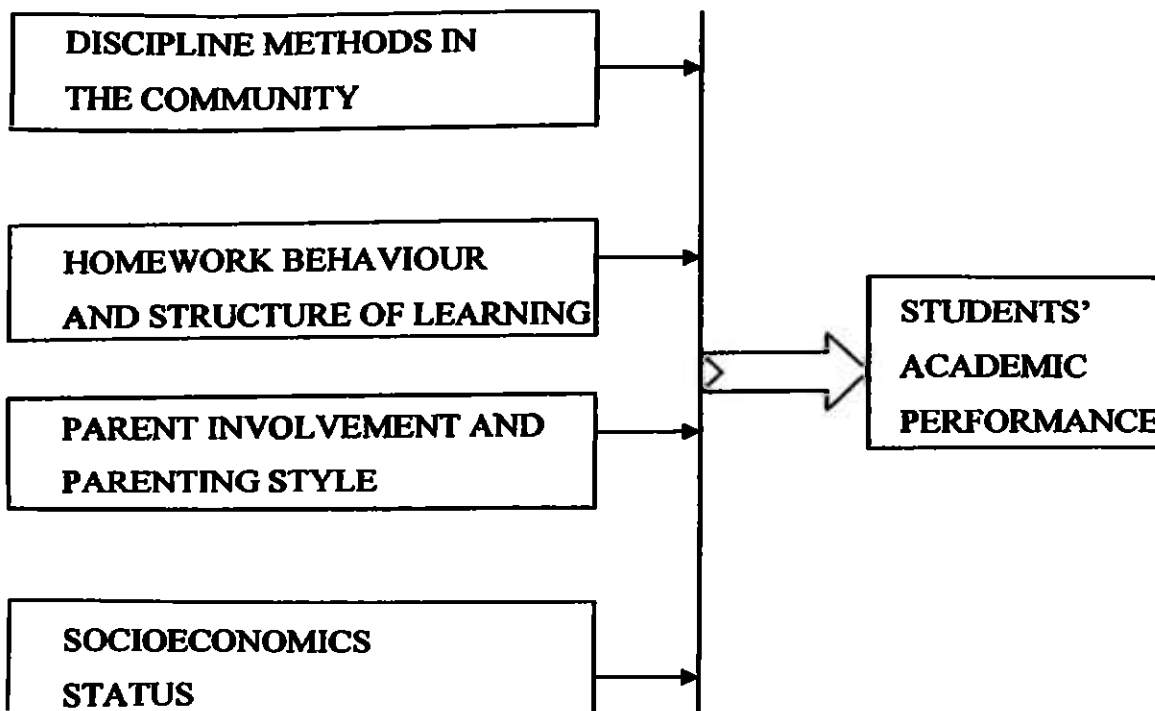 DISCIPLINE METHODS IN
THE COMMUNITY
HOMEWORK BEHAVIOUR
AND STRUCTURE OF LEARNING
PARENT INVOLVEMENT AND
PARENTING STYLE
SOCIOECONOMICS
STATUS
STUDENTS’
ACADEMIC
PERFORMANCE